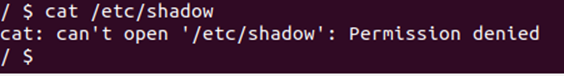 / $ cat /etc/shadow
cat: can't open '/etc/shadow': Permission denied
/ $